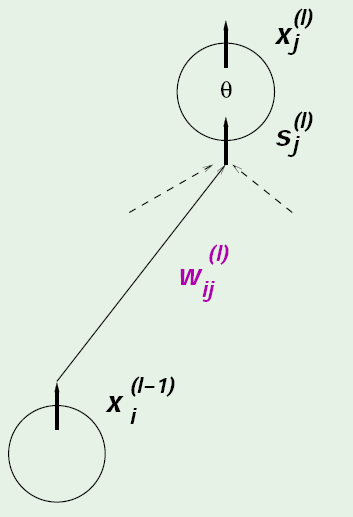 x_j^(l)
θ
s_j^(l)
w_ij^(l)
x_i^(l−1)